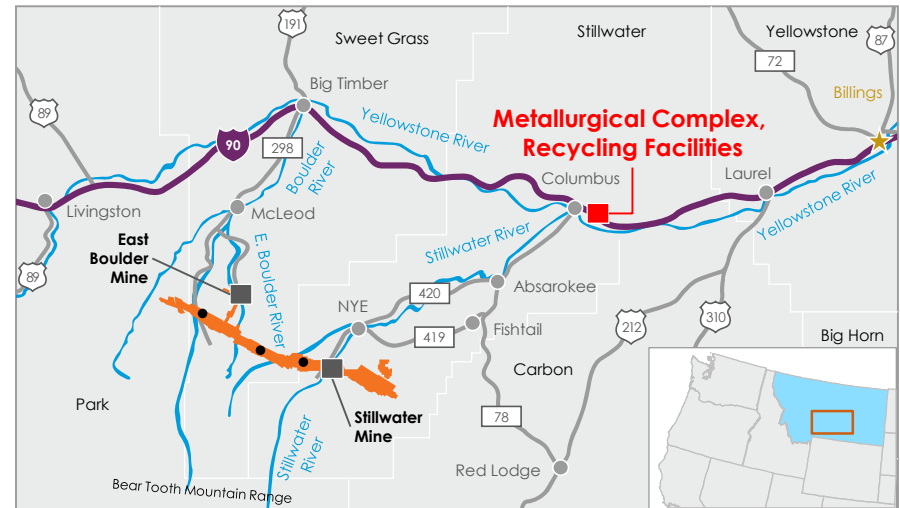 191
Sweet Grass
Stillwater
Yellowstone
87
72
Big Timber
Billings
89
Yellowstone River
Metallurgical Complex,
Recycling Facilities
90
298
Boulder
River
Columbus
Laurel
Livingston
McLeod
Yellowstone River
East
Boulder
Mine
E. Boulder River
Stillwater River
89
NYE
420
Absarokee
419
Fishtail
212
310
Big Horn
Carbon
Park
78
Stillwater
Mine
Stillwater
River
Red Lodge
Bear Tooth Mountain Range